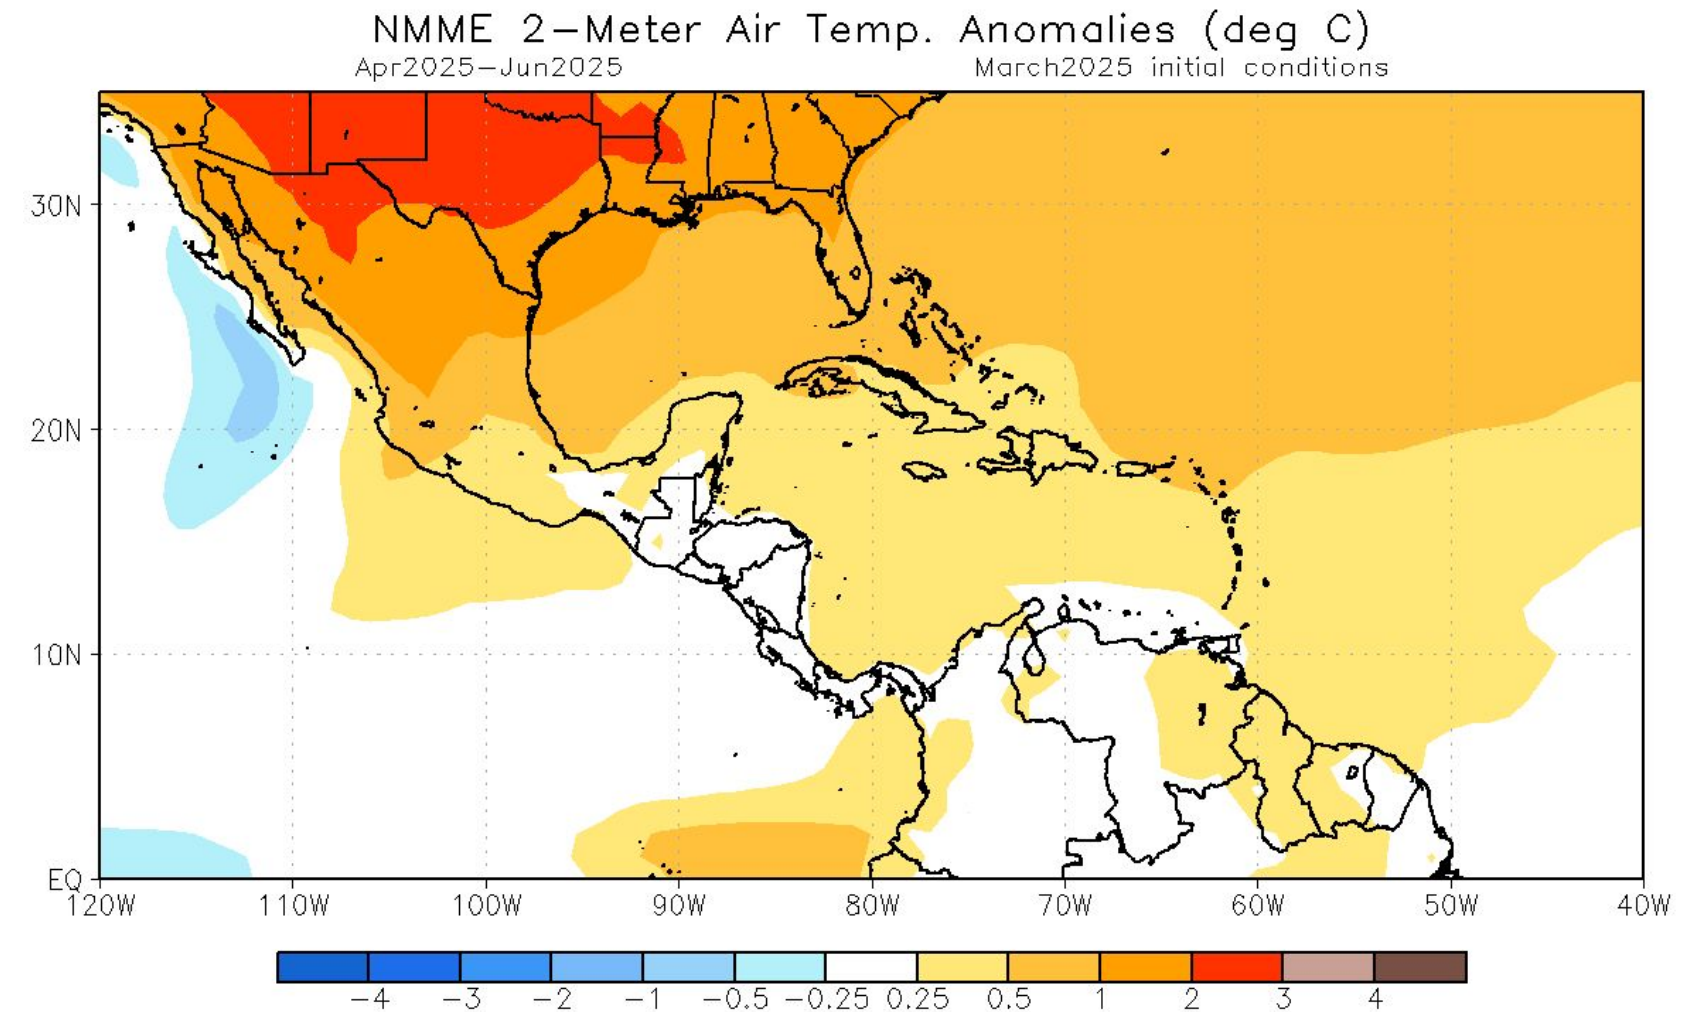 NMME 2-Meter Air Temp. Anomalies (deg C)
Apr2025-Jun2025 March2025 initial conditions
30N
20N
10N
EQ
120W 110W 100W 90W 80W 70W 60W 50W 40W
-4 -3 -2 -1 -0.5 -0.25 0.25 0.5 1 2 3 4